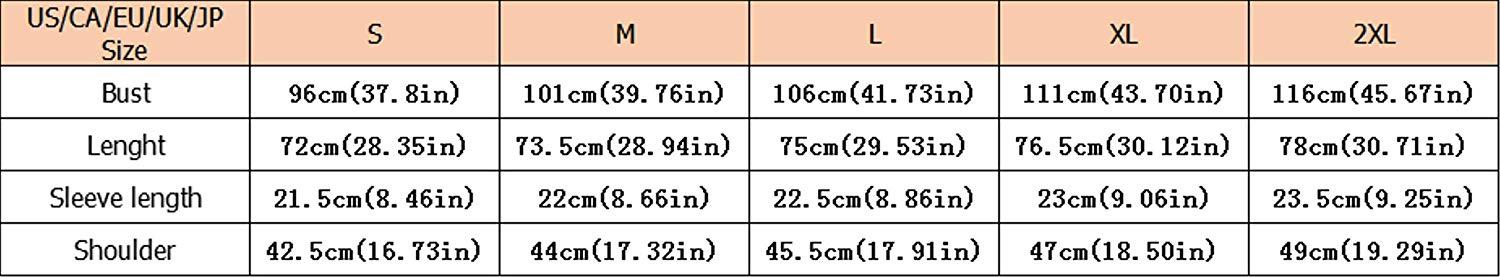 US/CA/EU/UK/JP Size S M L XL 2XL
Bust 96cm(37.8in) 101cm(39.76in) 106cm(41.73in) 111cm(43.70in) 116cm(45.67in)
Lenght 72cm(28.35in) 73.5cm(28.94in) 75cm(29.53in) 76.5cm(30.12in) 78cm(30.71in)
Sleeve length 21.5cm(8.46in) 22cm(8.66in) 22.5cm(8.86in) 23cm(9.06in) 23.5cm(9.25in)
Shoulder 42.5cm(16.73in) 44cm(17.32in) 45.5cm(17.91in) 47cm(18.50in) 49cm(19.29in)